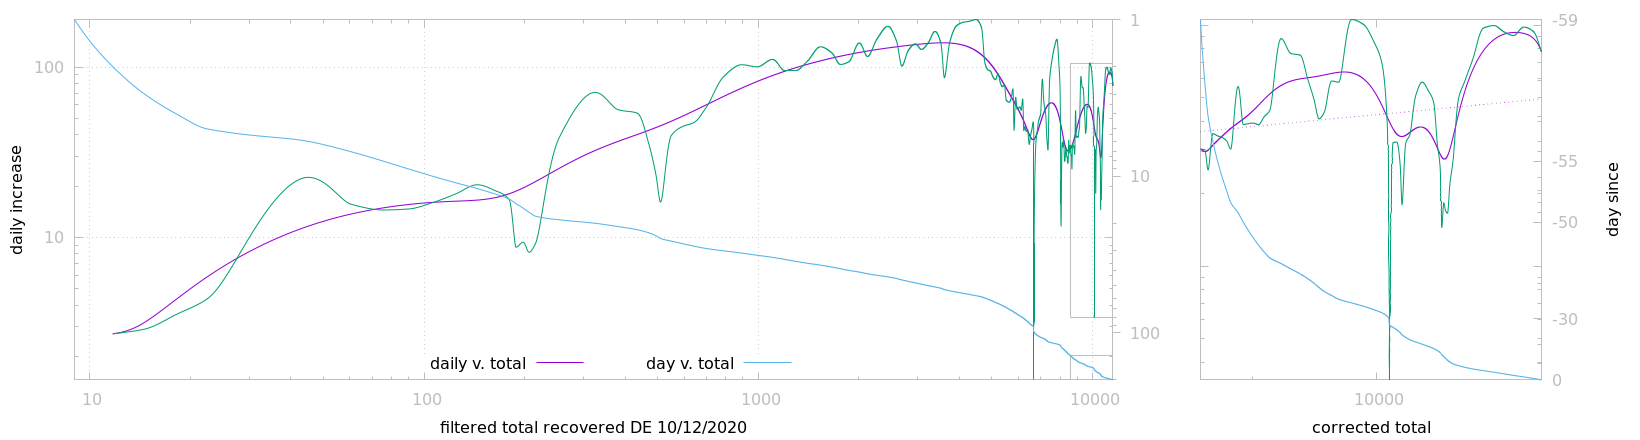 daily increase
100
10
1
10
100
daily v. total
day v. total
10
100
1000
10000
filtered total recovered DE 10/12/2020
-59
-55
-50
-30
0
day since
10000
corrected total